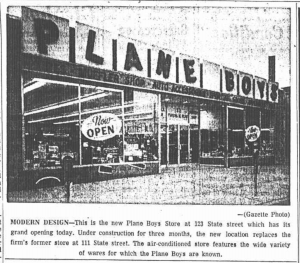 PLANE BOYS
Now
OPEN
—(Gazette Photo)
MODERN DESIGN—This is the new Plane Boys Store at 223 State street which has its
grand opening today. Under construction for three months, the new location replaces the
firm's former store at 111 State street. The air-conditioned store features the wide variety
of wares for which the Plane Boys are known.